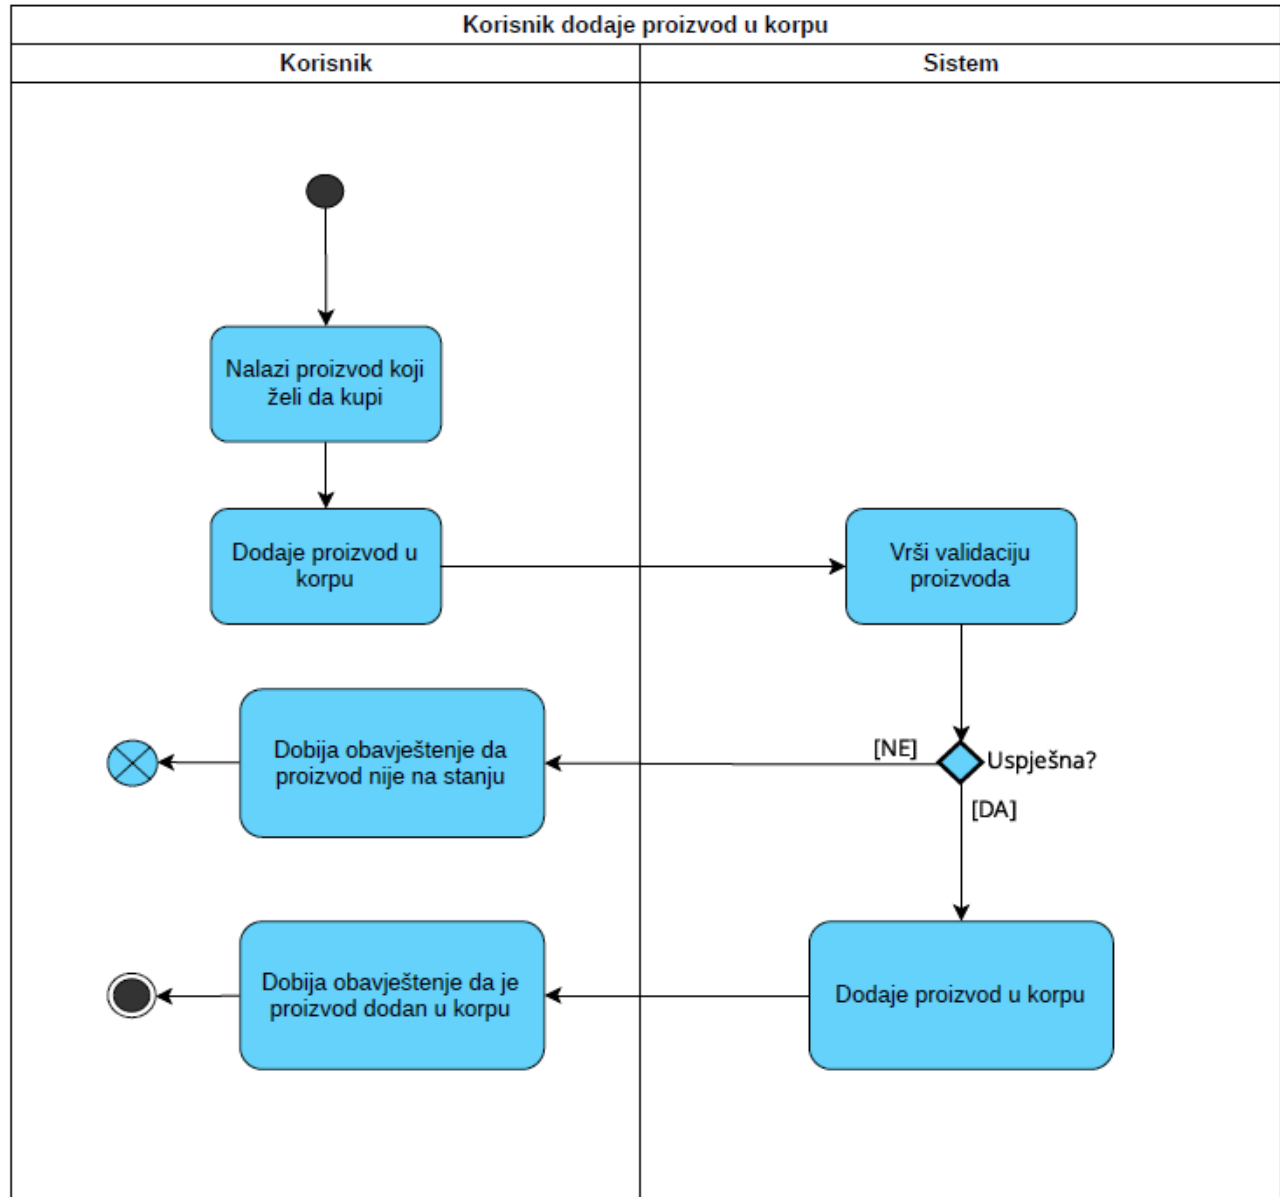 Korisnik dodaje proizvod u korpu
Korisnik
Sistem
Nalazi proizvod koji
želi da kupi
Dodaje proizvod u
korpu
Vrši validaciju
proizvoda
Dobija obavještenje da
proizvod nije na stanju
[NE]
Uspješna?
[DA]
Dobija obavještenje da je
proizvod dodan u korpu
Dodaje proizvod u korpu